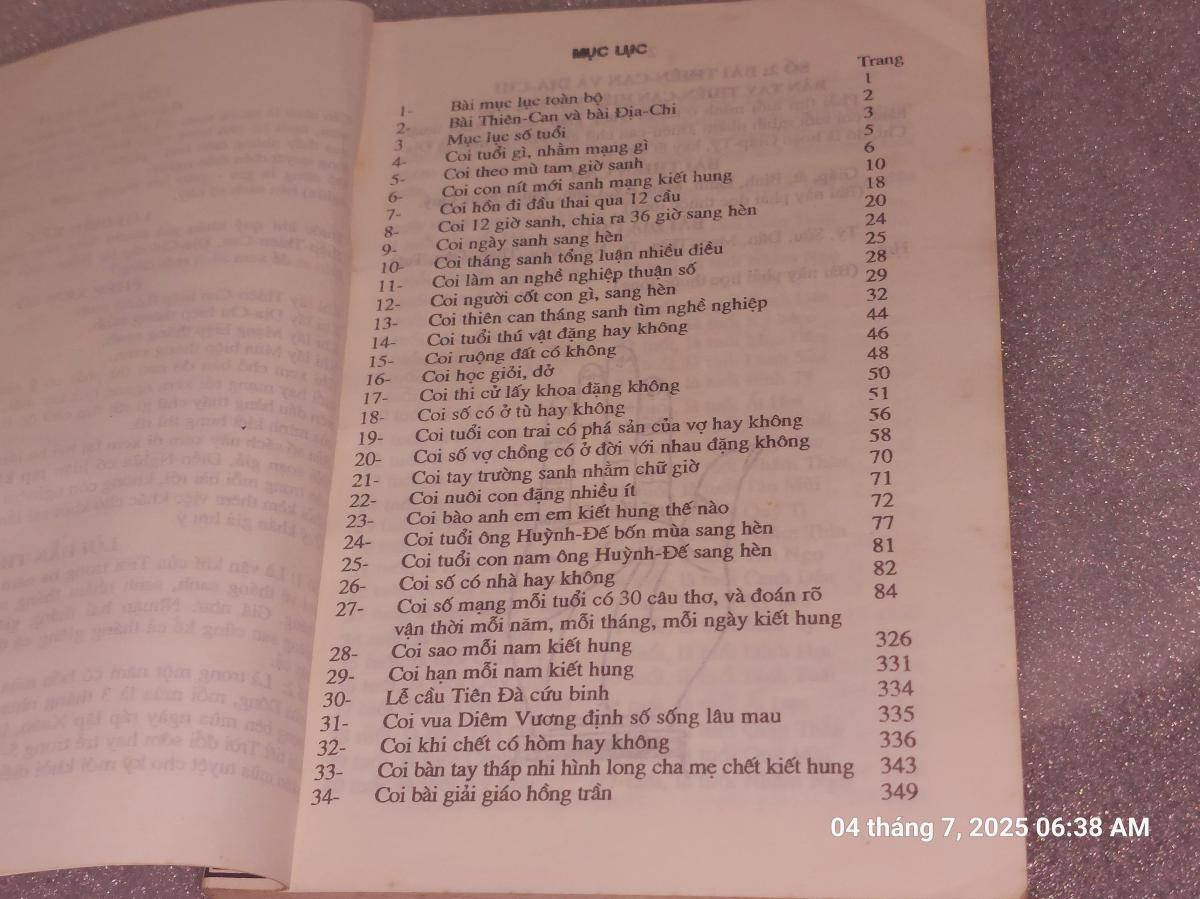 MỤC LỤC
Trang
1- Bài mục lục toàn bộ 1
2- Bài Thiên-Can và bài Địa-Chi 2
3 Mục lục số tuổi 3
4- Coi tuổi gì, nhằm mạng gì 5
5- Coi theo mù tam giờ sanh 6
6- Coi con nít mới sanh mạng kiết hung 10
7- Coi hồn đi đầu thai qua 12 cầu 18
8- Coi 12 giờ sanh, chia ra 36 giờ sang hèn 20
9- Coi ngày sanh sang hèn 24
10- Coi tháng sanh tổng luận nhiều điều 25
11- Coi làm an nghề nghiệp thuận số 28
12- Coi người cốt con gì, sang hèn 29
13- Coi thiên can tháng sanh tìm nghề nghiệp 32
14- Coi tuổi thú vật đặng hay không 44
15- Coi ruộng đất có không 46
16- Coi học giỏi, dở 48
17- Coi thi cử lấy khoa đặng không 50
18- Coi số có ở tù hay không 51
19- Coi tuổi con trai có phá sản của vợ hay không 56
20- Coi số vợ chồng có ở đời với nhau đặng không 58
21- Coi tay trường sanh nhằm chữ giờ 70
22- Coi nuôi con đặng nhiều ít 71
23- Coi bào anh em em kiết hung thế nào 72
24- Coi tuổi ông Huỳnh-Đế bốn mùa sang hèn 77
25- Coi tuổi con nam ông Huỳnh-Đế sang hèn 81
26- Coi số có nhà hay không 82
27- Coi số mạng mỗi tuổi có 30 câu thơ, và đoán rõ 84
vận thời mỗi năm, mỗi tháng, mỗi ngày kiết hung
28- Coi sao mỗi nam kiết hung 326
29- Coi hạn mỗi nam kiết hung 331
30- Lễ cầu Tiên Đà cứu binh 334
31- Coi vua Diêm Vương định số sống lâu mau 335
32- Coi khi chết có hòm hay không 336
33- Coi bàn tay tháp nhi hình long cha mẹ chết kiết hung 343
34- Coi bài giải giáo hồng trần 349
04 tháng 7, 2025 06:38 AM